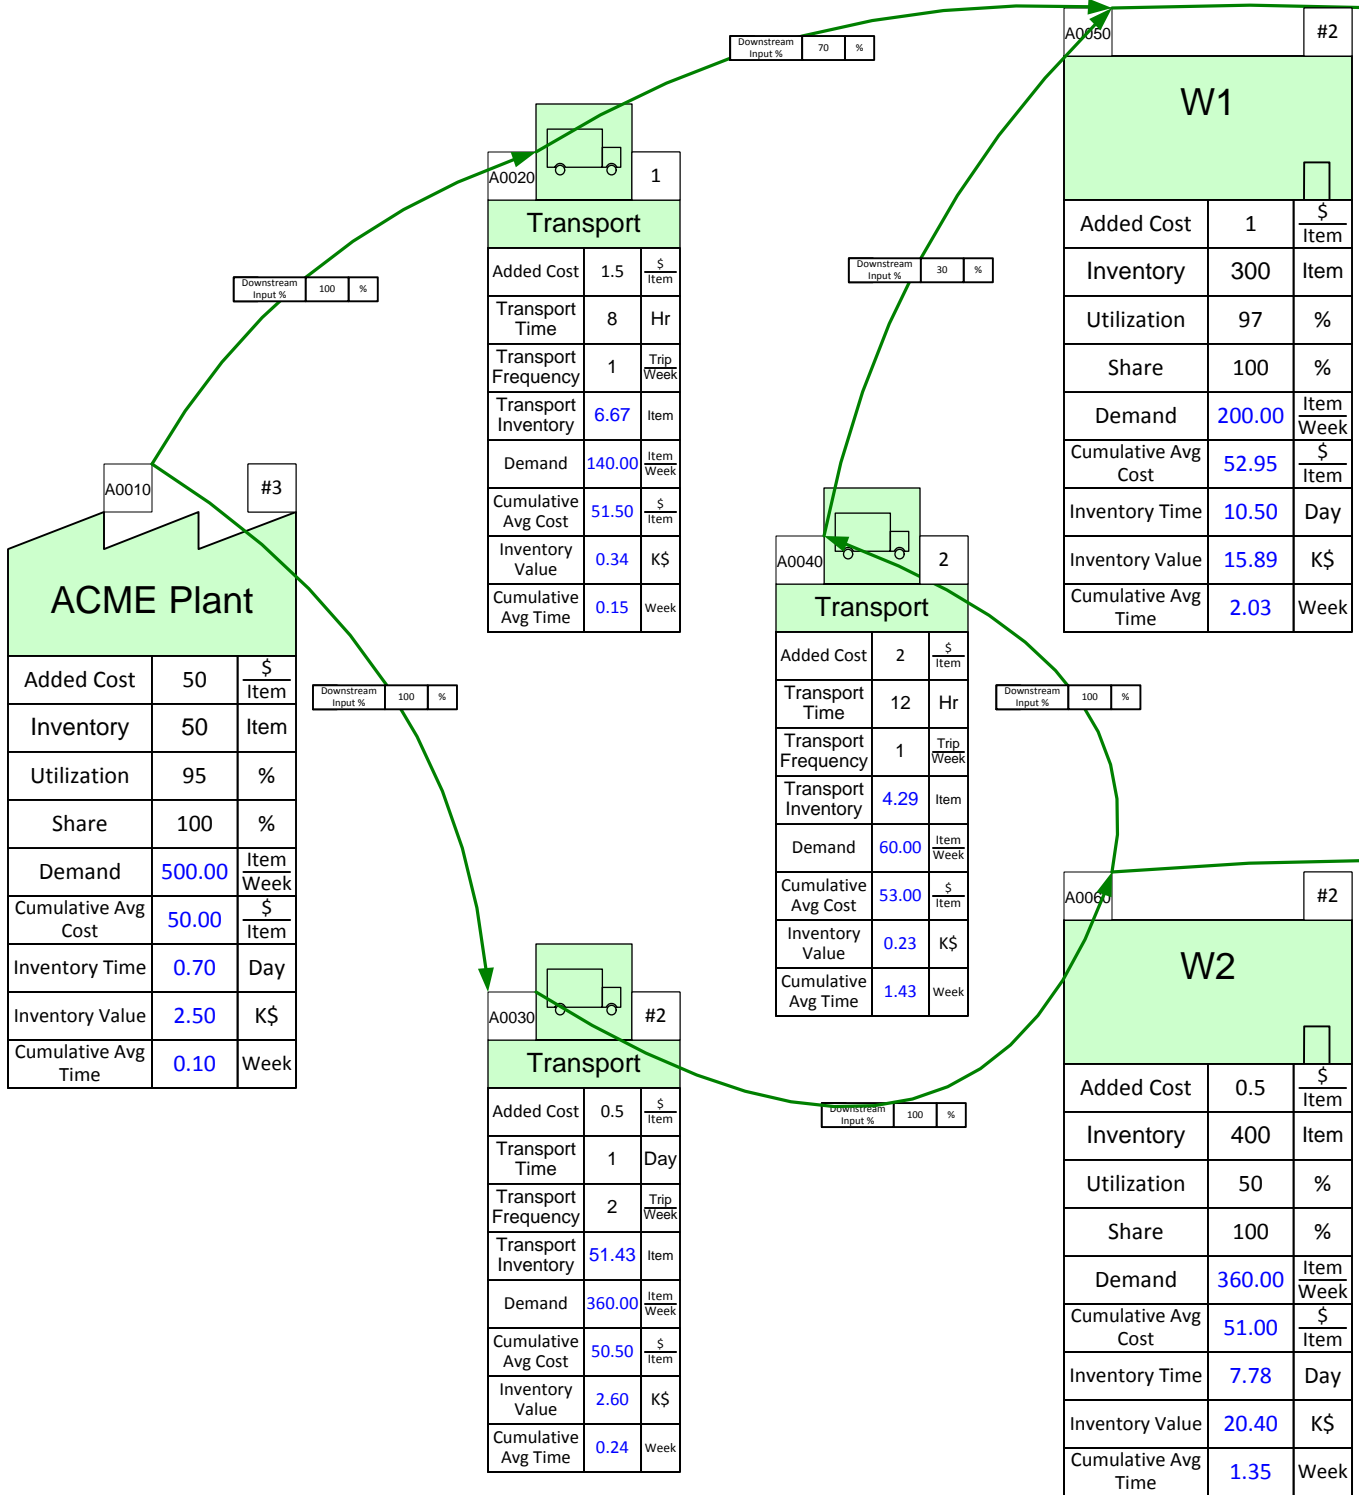 Downstream
Input %
70
%
A0050
#2
W1
Added Cost
1
$
Item
Inventory
300
Item
Utilization
97
%
Share
100
%
Demand
200.00
Item
Week
Cumulative Avg
Cost
52.95
$
Item
Inventory Time
10.50
Day
Inventory Value
15.89
K$
Cumulative Avg
Time
2.03
Week
A0020
1
Transport
Added Cost
1.5
$
Item
Transport
Time
8
Hr
Transport
Frequency
1
Trip
Week
Transport
Inventory
6.67
Item
Demand
140.00
Item
Week
Cumulative
Avg Cost
51.50
$
Item
Inventory
Value
0.34
K$
Cumulative
Avg Time
0.15
Week
Downstream
Input %
30
%
Downstream
Input %
100
%
A0010
#3
ACME Plant
Added Cost
50
$
Item
Inventory
50
Item
Utilization
95
%
Share
100
%
Demand
500.00
Item
Week
Cumulative Avg
Cost
50.00
$
Item
Inventory Time
0.70
Day
Inventory Value
2.50
K$
Cumulative Avg
Time
0.10
Week
Downstream
Input %
100
%
A0040
2
Transport
Added Cost
2
$
Item
Transport
Time
12
Hr
Transport
Frequency
1
Trip
Week
Transport
Inventory
4.29
Item
Demand
60.00
Item
Week
Cumulative
Avg Cost
53.00
$
Item
Inventory
Value
0.23
K$
Cumulative
Avg Time
1.43
Week
Downstream
Input %
100
%
A0030
#2
Transport
Added Cost
0.5
$
Item
Transport
Time
1
Day
Transport
Frequency
2
Trip
Week
Transport
Inventory
51.43
Item
Demand
360.00
Item
Week
Cumulative
Avg Cost
50.50
$
Item
Inventory
Value
2.60
K$
Cumulative
Avg Time
0.24
Week
Downstream
Input %
100
%
A0060
#2
W2
Added Cost
0.5
$
Item
Inventory
400
Item
Utilization
50
%
Share
100
%
Demand
360.00
Item
Week
Cumulative Avg
Cost
51.00
$
Item
Inventory Time
7.78
Day
Inventory Value
20.40
K$
Cumulative Avg
Time
1.35
Week